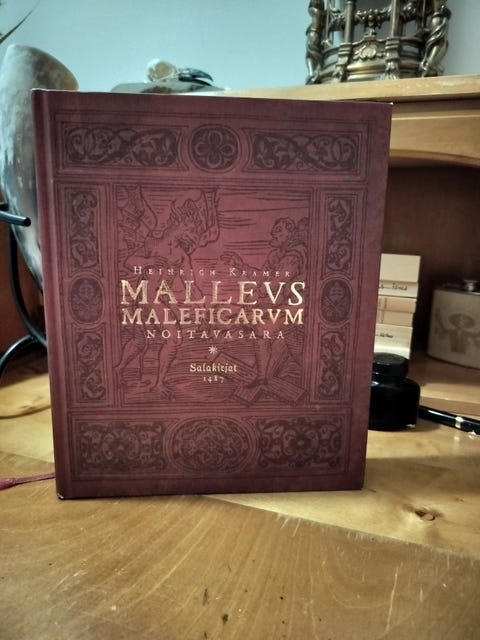 HEINRICH KRAMER
MALLEVS
MALEFICARVM
NOITAVASARA
Salakirjat
1487